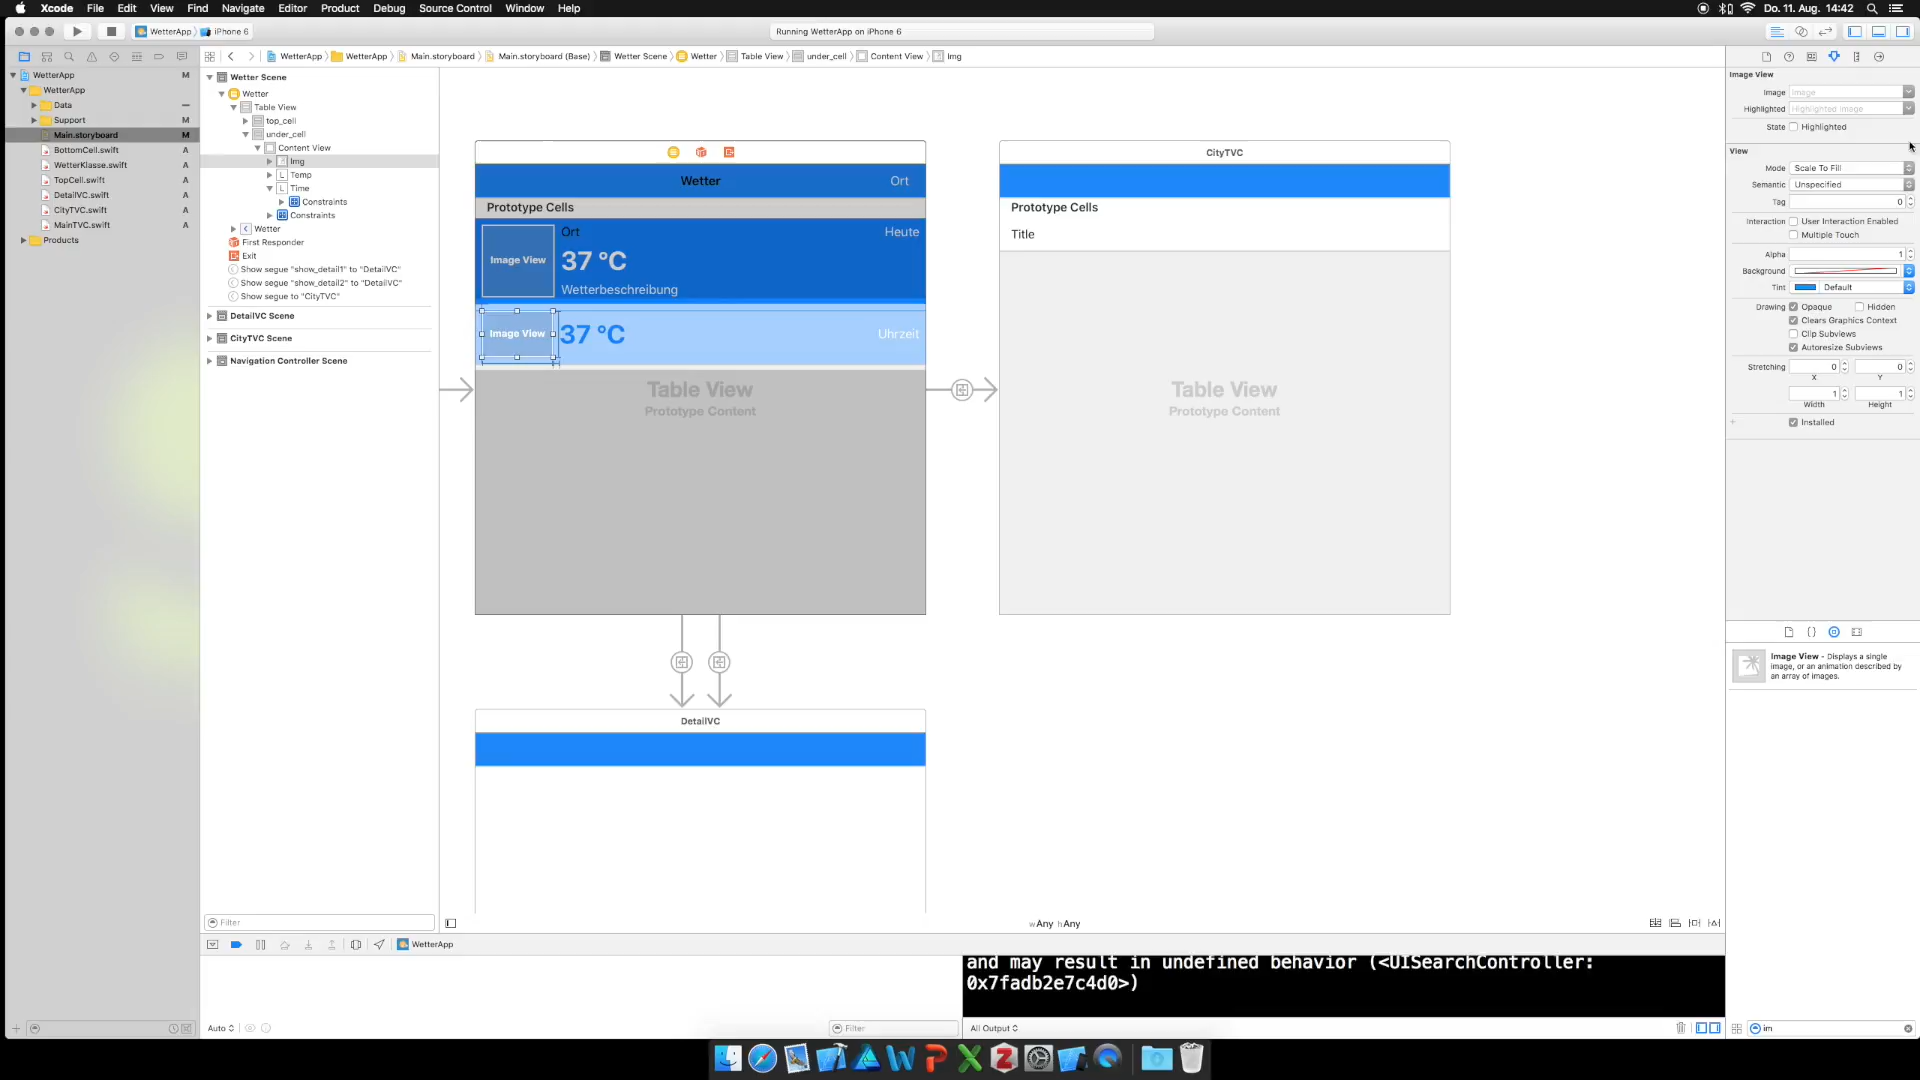 Xcode File Edit View Find Navigate Editor Product Debug Source Control Window Help
Do. 11. Aug. 14:42
WetterApp iPhone 6
Running WetterApp on iPhone 6
WetterApp WetterApp Main.storyboard Main.storyboard (Base) Wetter Scene Wetter Table View under_cell Content View Img
WetterApp M
WetterApp
Data
Support M
Main.storyboard M
BottomCell.swift A
WetterKlasse.swift A
TopCell.swift A
DetailVC.swift A
CityTVC.swift A
MainTVC.swift A
Products
Wetter Scene
Wetter
Table View
top_cell
under_cell
Content View
Img
L Temp
L Time
Constraints
Constraints
Wetter
First Responder
Exit
Show segue "show_detail1" to "DetailVC"
Show segue "show_detail2" to "DetailVC"
Show segue to "CityTVC"
DetailVC Scene
CityTVC Scene
Navigation Controller Scene
Filter
Wetter Ort
Prototype Cells
Ort Heute
Image View 37 °C
Wetterbeschreibung
Image View 37 °C Uhrzeit
Table View
Prototype Content
CityTVC
Prototype Cells
Title
Table View
Prototype Content
DetailVC
wAny hAny
WetterApp
and may result in undefined behavior (<UISearchController:
0x7fadb2e7c4d0>)
Auto
Filter
All Output
Image View
Image Image
Highlighted Highlighted Image
State Highlighted
View
Mode Scale To Fill
Semantic Unspecified
Tag 0
Interaction User Interaction Enabled
Multiple Touch
Alpha 1
Background
Tint Default
Drawing Opaque Hidden
Clears Graphics Context
Clip Subviews
Autoresize Subviews
Stretching 0 0
X Y
1 1
Width Height
Installed
Image View - Displays a single
image, or an animation described by
an array of images.
im